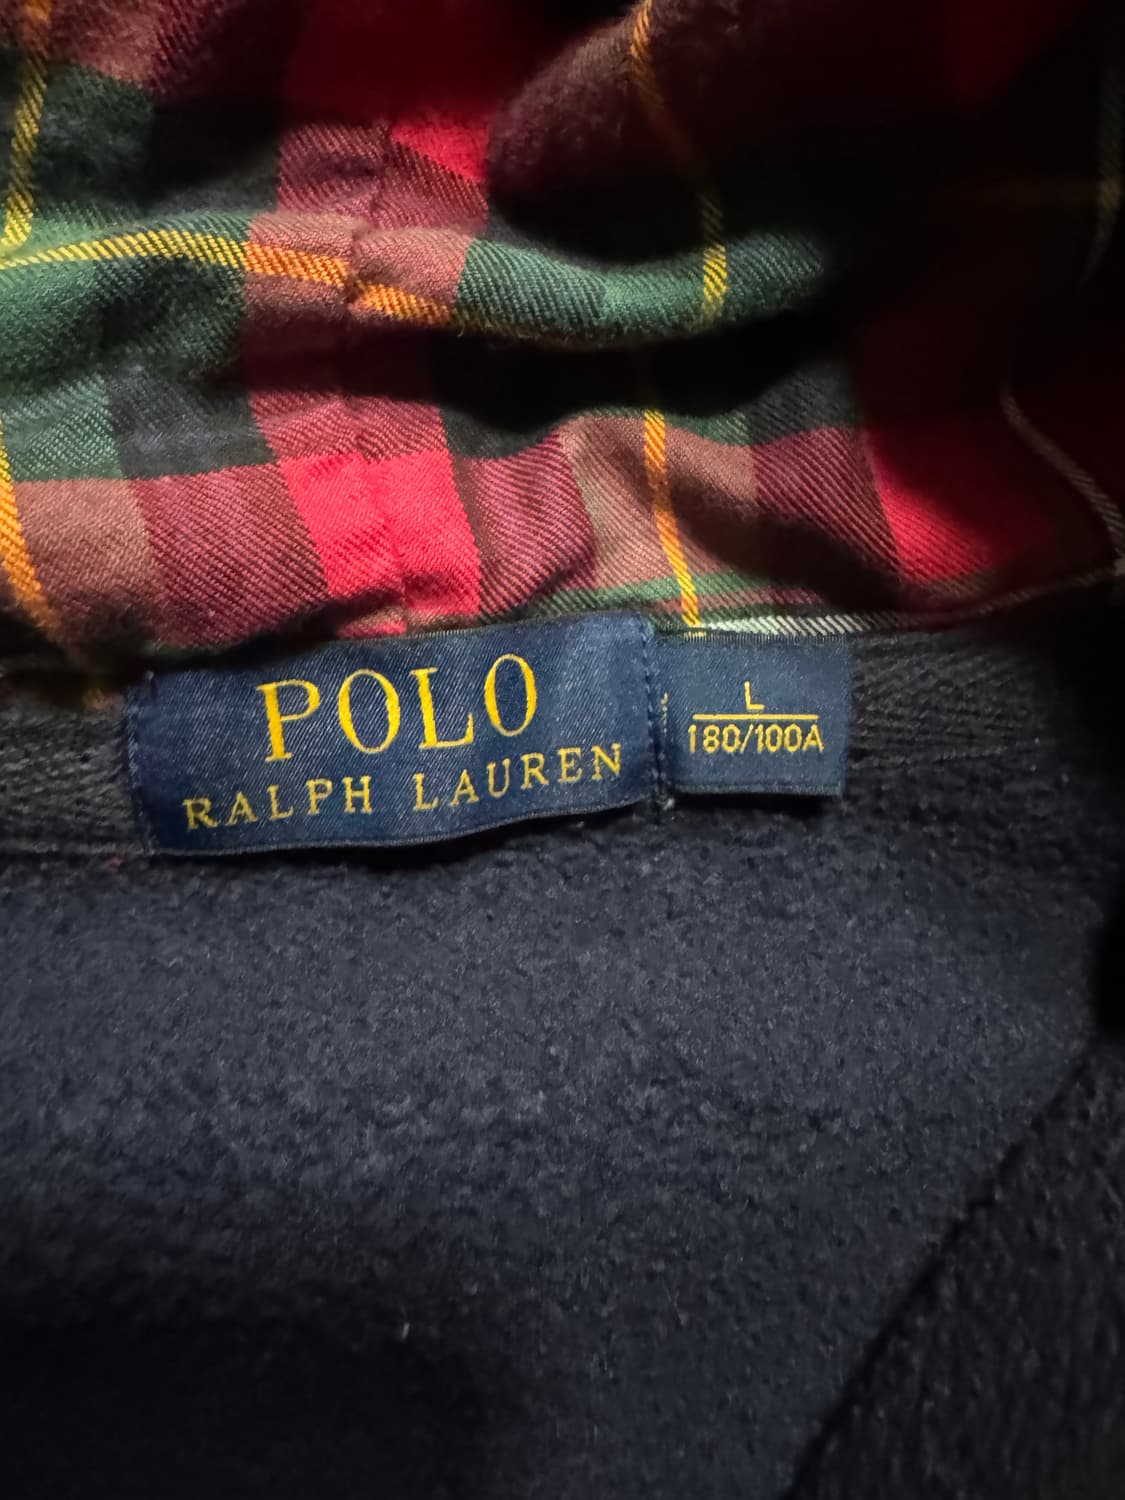 POLO
RALPH LAUREN
L
180/100A